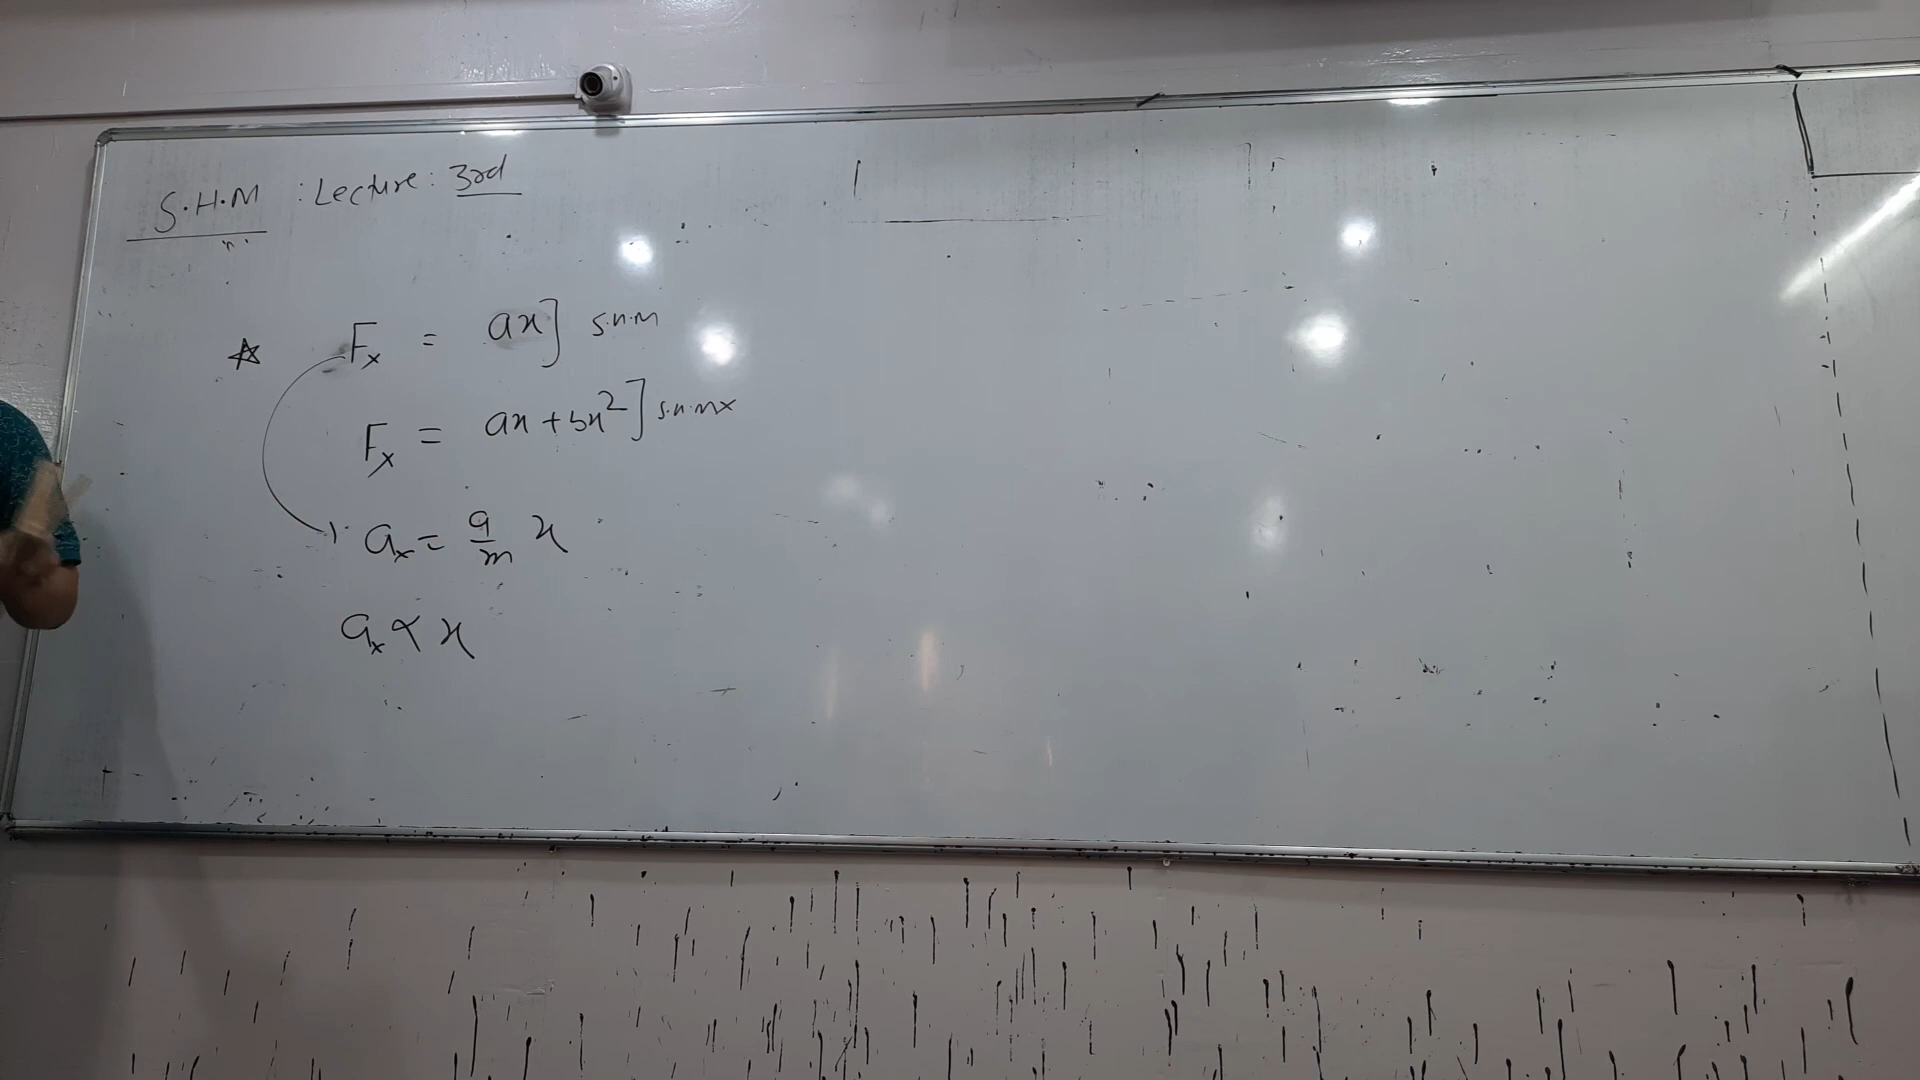 S.H.M : Lecture : 3rd
☆ Fx = ax] S.H.M
Fx = ax + bx²] S.H.M x
ax = a/m x
ax ∝ x